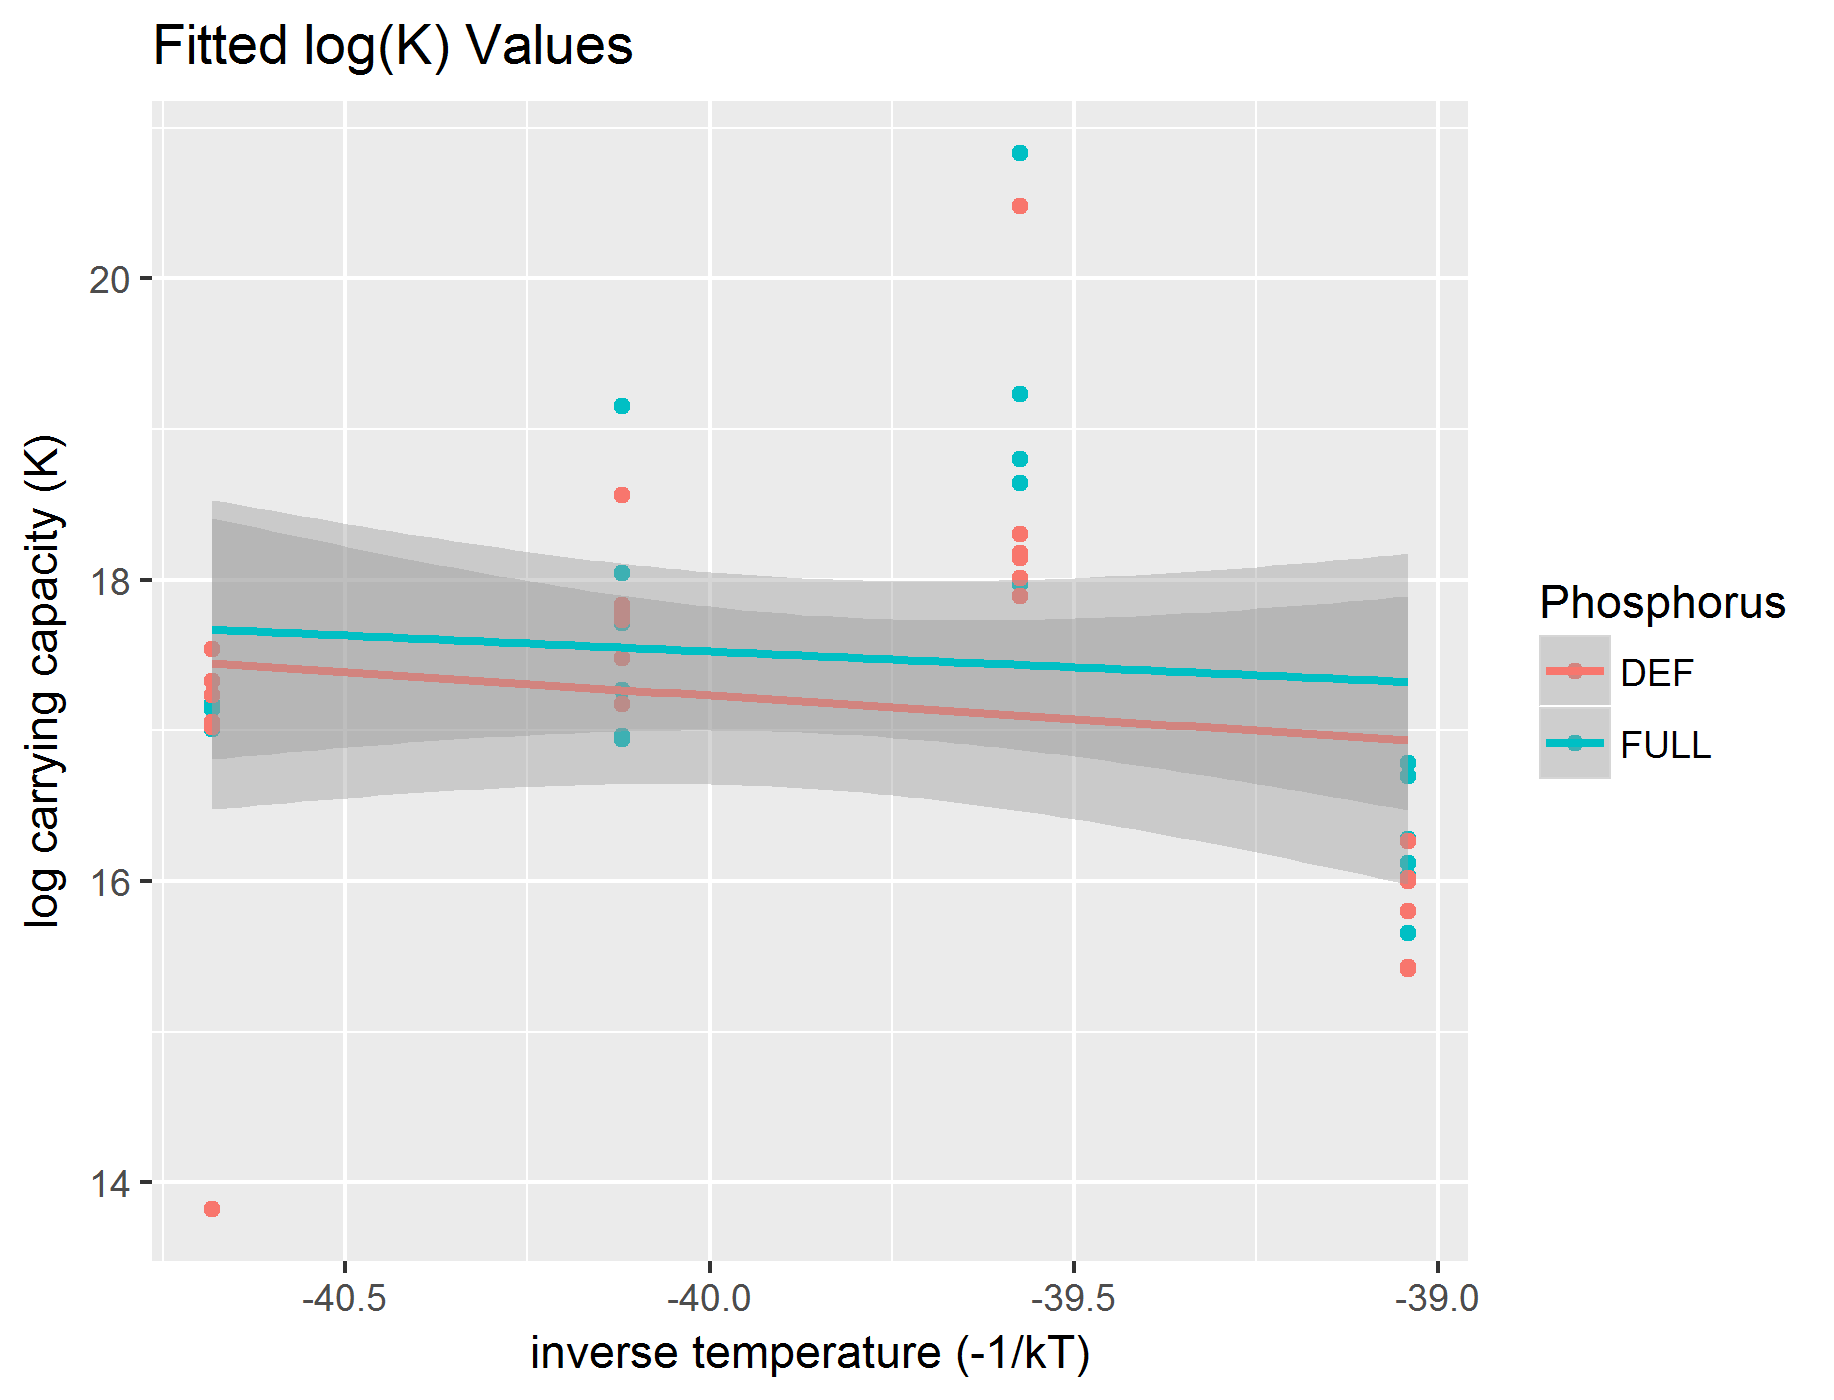 Fitted log(K) Values
log carrying capacity (K)
20
18
16
14
-40.5
-40.0
-39.5
-39.0
inverse temperature (-1/kT)
Phosphorus
DEF
FULL